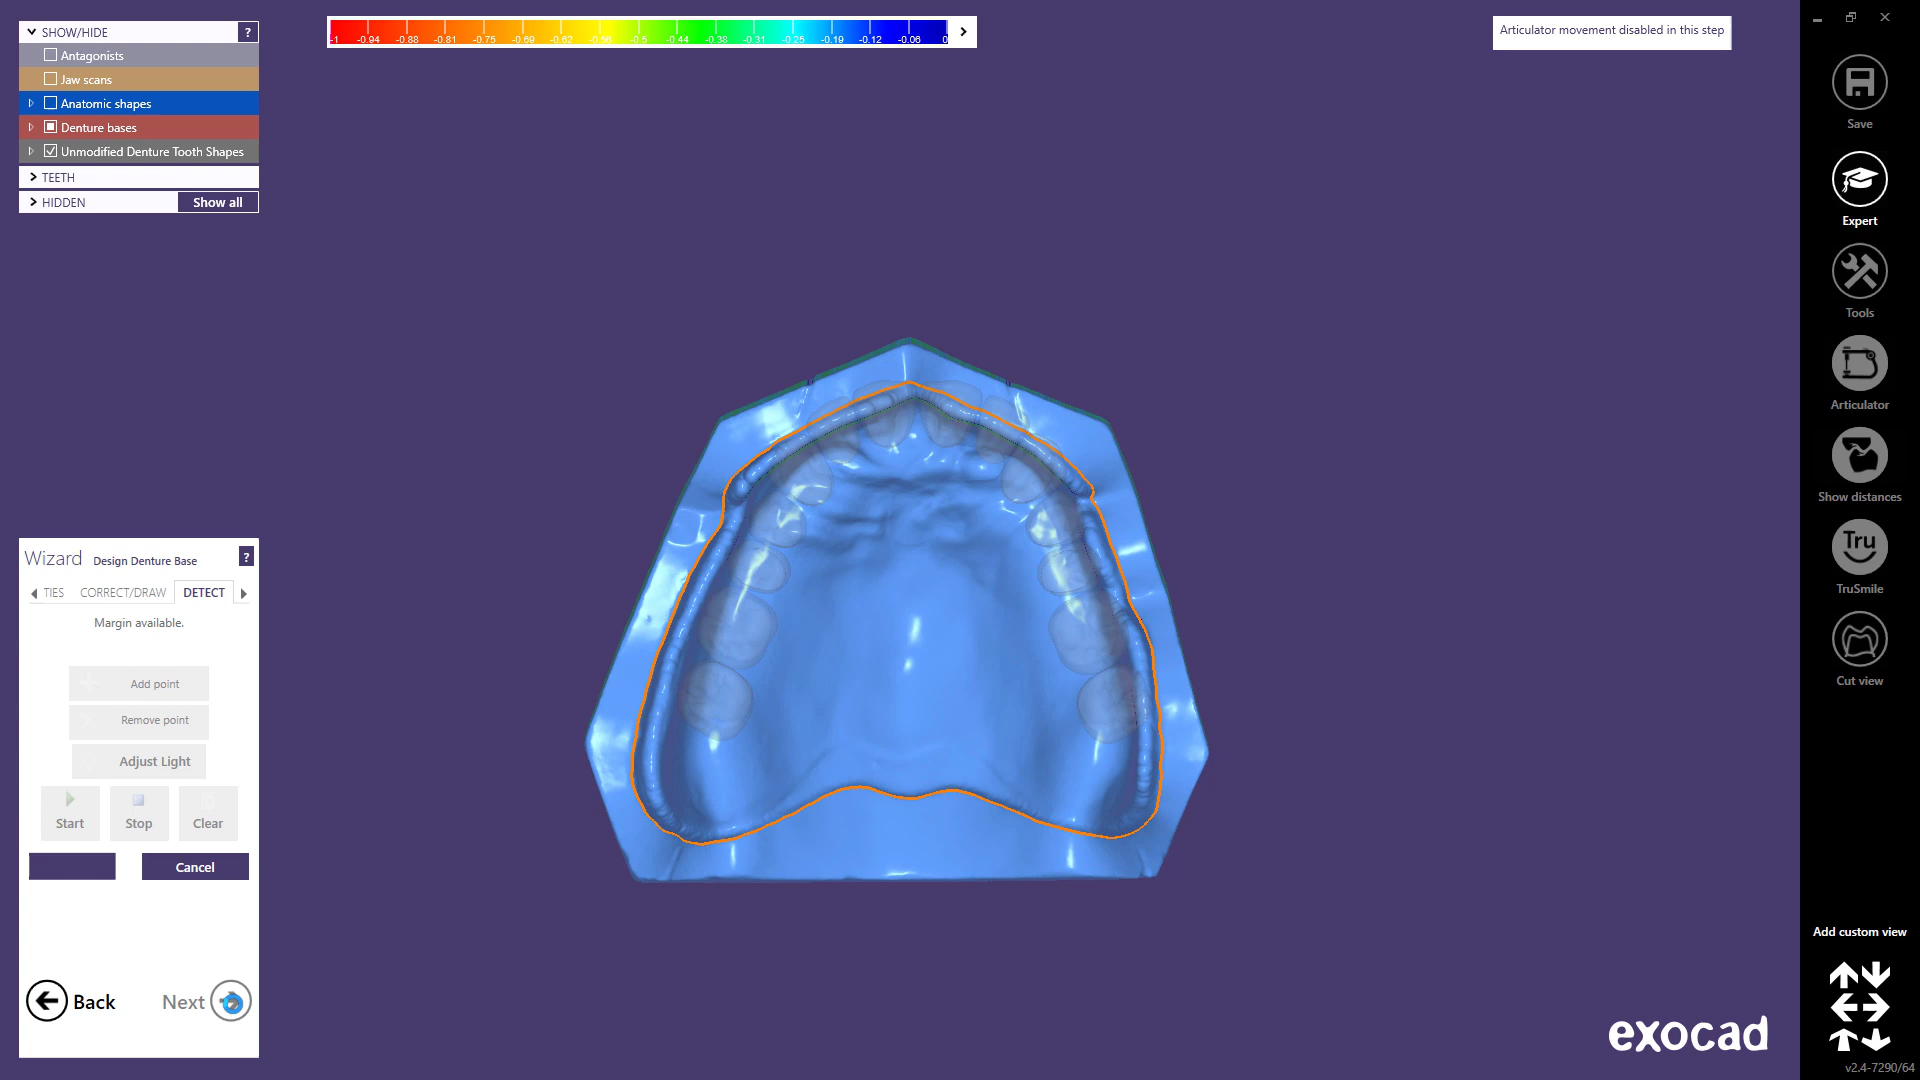 SHOW/HIDE ?
Antagonists
Jaw scans
Anatomic shapes
Denture bases
Unmodified Denture Tooth Shapes
TEETH
HIDDEN Show all
-1 -0.94 -0.88 -0.81 -0.75 -0.69 -0.62 -0.56 -0.5 -0.44 -0.38 -0.31 -0.25 -0.19 -0.12 -0.06 0
Articulator movement disabled in this step
Save
Expert
Tools
Articulator
Show distances
Tru
TruSmile
Cut view
Wizard Design Denture Base ?
TIES CORRECT/DRAW DETECT
Margin available.
Add point
Remove point
Adjust Light
Start Stop Clear
Cancel
Back Next
Add custom view
exocad
v2.4-7290/64